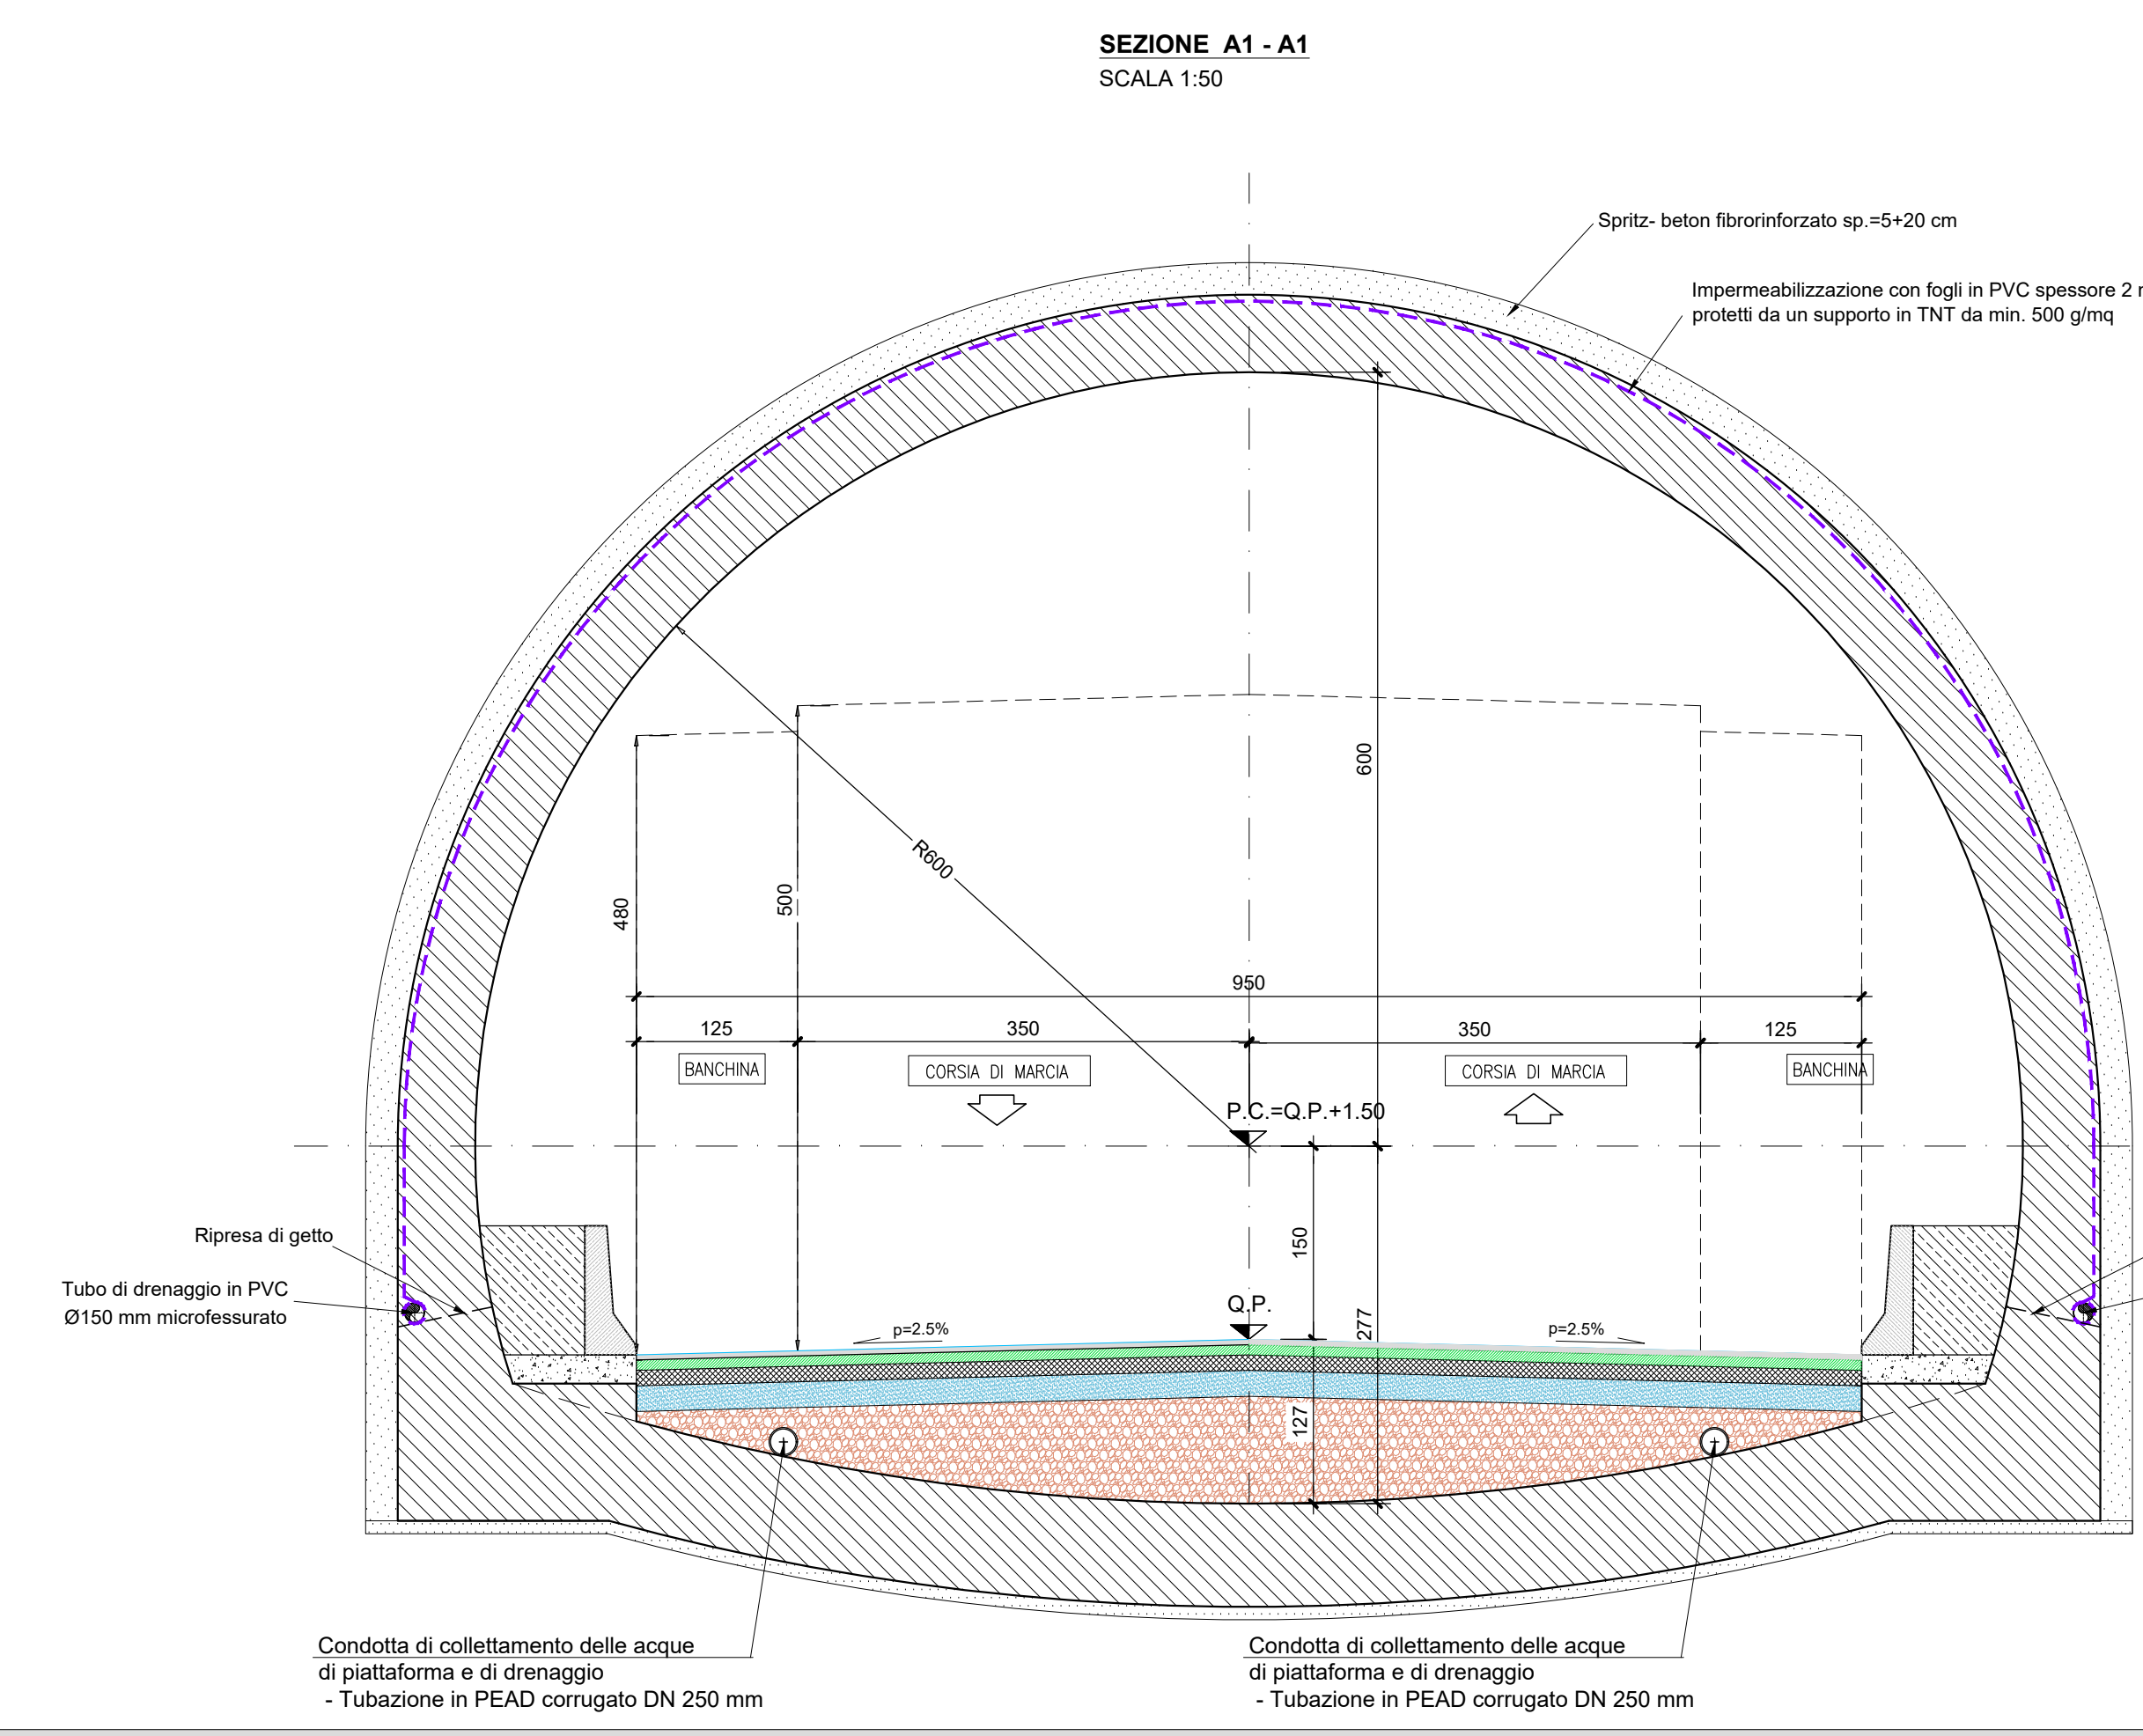 SEZIONE A1 - A1
SCALA 1:50
Spritz- beton fibrorinforzato sp.=5+20 cm
Impermeabilizzazione con fogli in PVC spessore 2
protetti da un supporto in TNT da min. 500 g/mq
600
R600
480
500
950
125
350
350
125
BANCHINA
CORSIA DI MARCIA
CORSIA DI MARCIA
BANCHINA
P.C.=Q.P.+1.50
Ripresa di getto
Tubo di drenaggio in PVC
Ø150 mm microfessurato
150
Q.P.
277
p=2.5%
p=2.5%
127
Condotta di collettamento delle acque
di piattaforma e di drenaggio
- Tubazione in PEAD corrugato DN 250 mm
Condotta di collettamento delle acque
di piattaforma e di drenaggio
- Tubazione in PEAD corrugato DN 250 mm